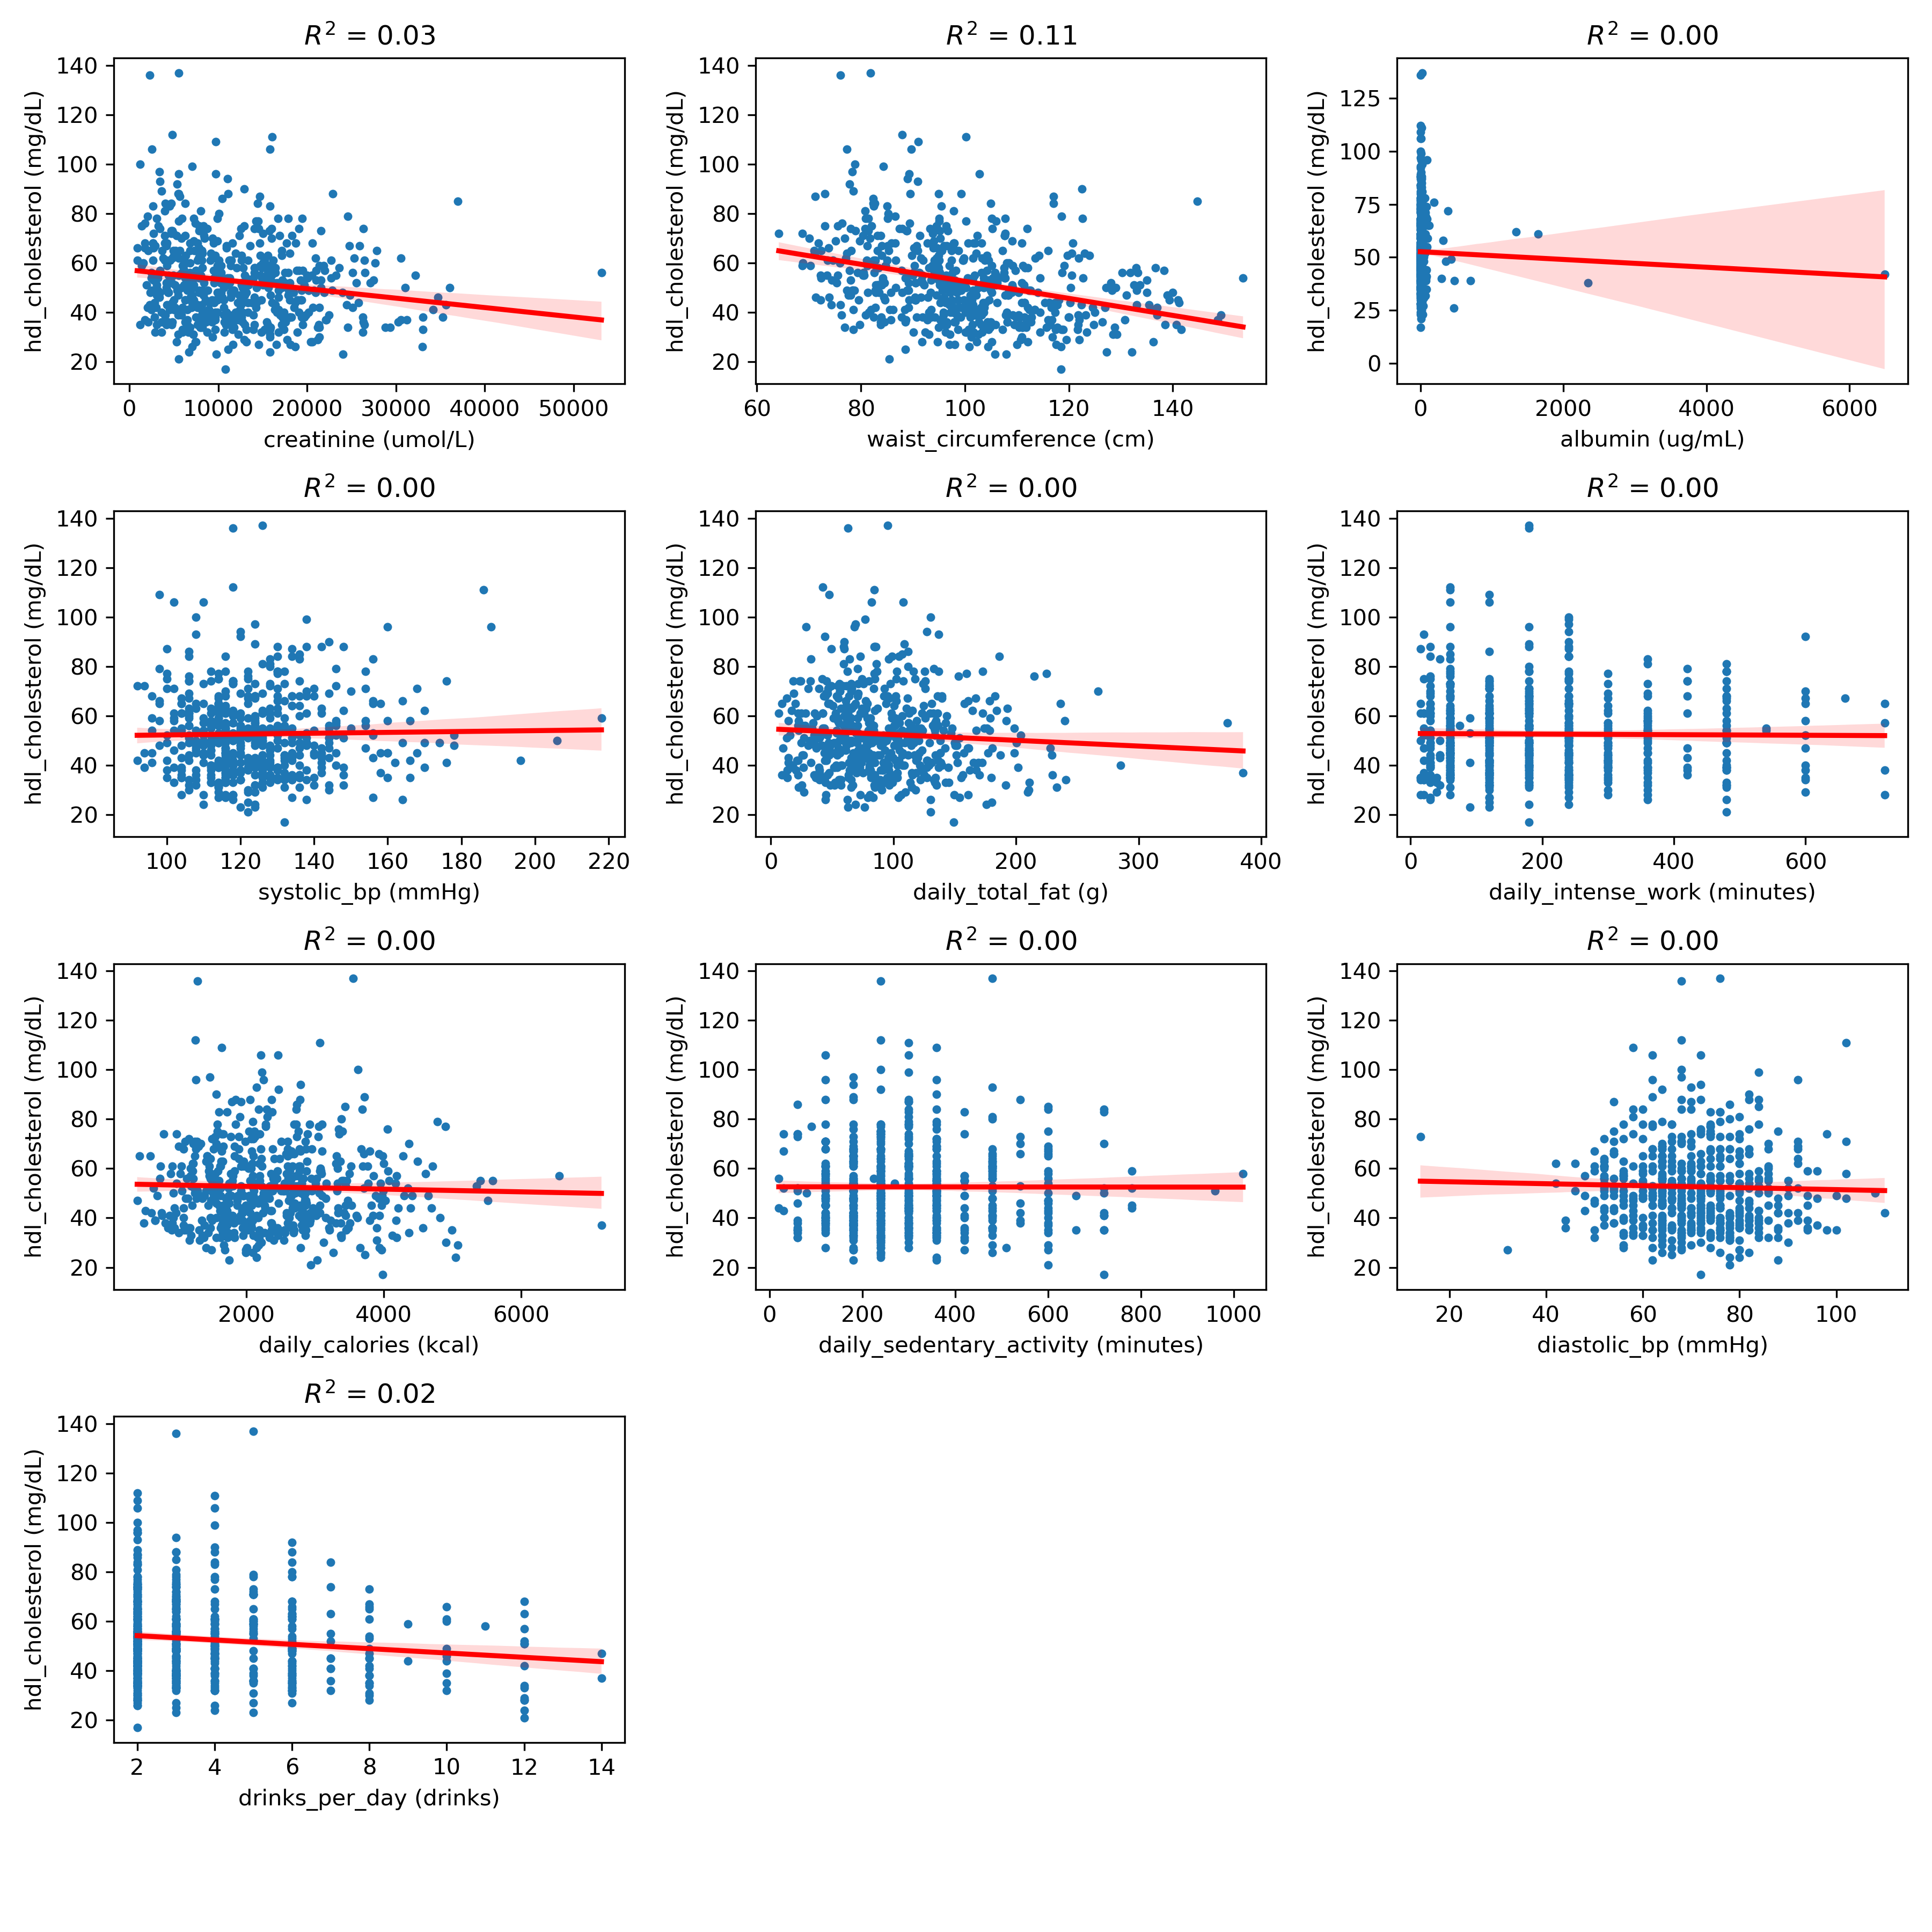 R² = 0.03
R² = 0.11
R² = 0.00
140
120
100
80
60
40
20
hdl_cholesterol (mg/dL)
0 10000 20000 30000 40000 50000
creatinine (umol/L)
140
120
100
80
60
40
20
hdl_cholesterol (mg/dL)
60 80 100 120 140
waist_circumference (cm)
125
100
75
50
25
0
hdl_cholesterol (mg/dL)
0 2000 4000 6000
albumin (ug/mL)
R² = 0.00
R² = 0.00
R² = 0.00
140
120
100
80
60
40
20
hdl_cholesterol (mg/dL)
100 120 140 160 180 200 220
systolic_bp (mmHg)
140
120
100
80
60
40
20
hdl_cholesterol (mg/dL)
0 100 200 300 400
daily_total_fat (g)
140
120
100
80
60
40
20
hdl_cholesterol (mg/dL)
0 200 400 600
daily_intense_work (minutes)
R² = 0.00
R² = 0.00
R² = 0.00
140
120
100
80
60
40
20
hdl_cholesterol (mg/dL)
2000 4000 6000
daily_calories (kcal)
140
120
100
80
60
40
20
hdl_cholesterol (mg/dL)
0 200 400 600 800 1000
daily_sedentary_activity (minutes)
140
120
100
80
60
40
20
hdl_cholesterol (mg/dL)
20 40 60 80 100
diastolic_bp (mmHg)
R² = 0.02
140
120
100
80
60
40
20
hdl_cholesterol (mg/dL)
2 4 6 8 10 12 14
drinks_per_day (drinks)